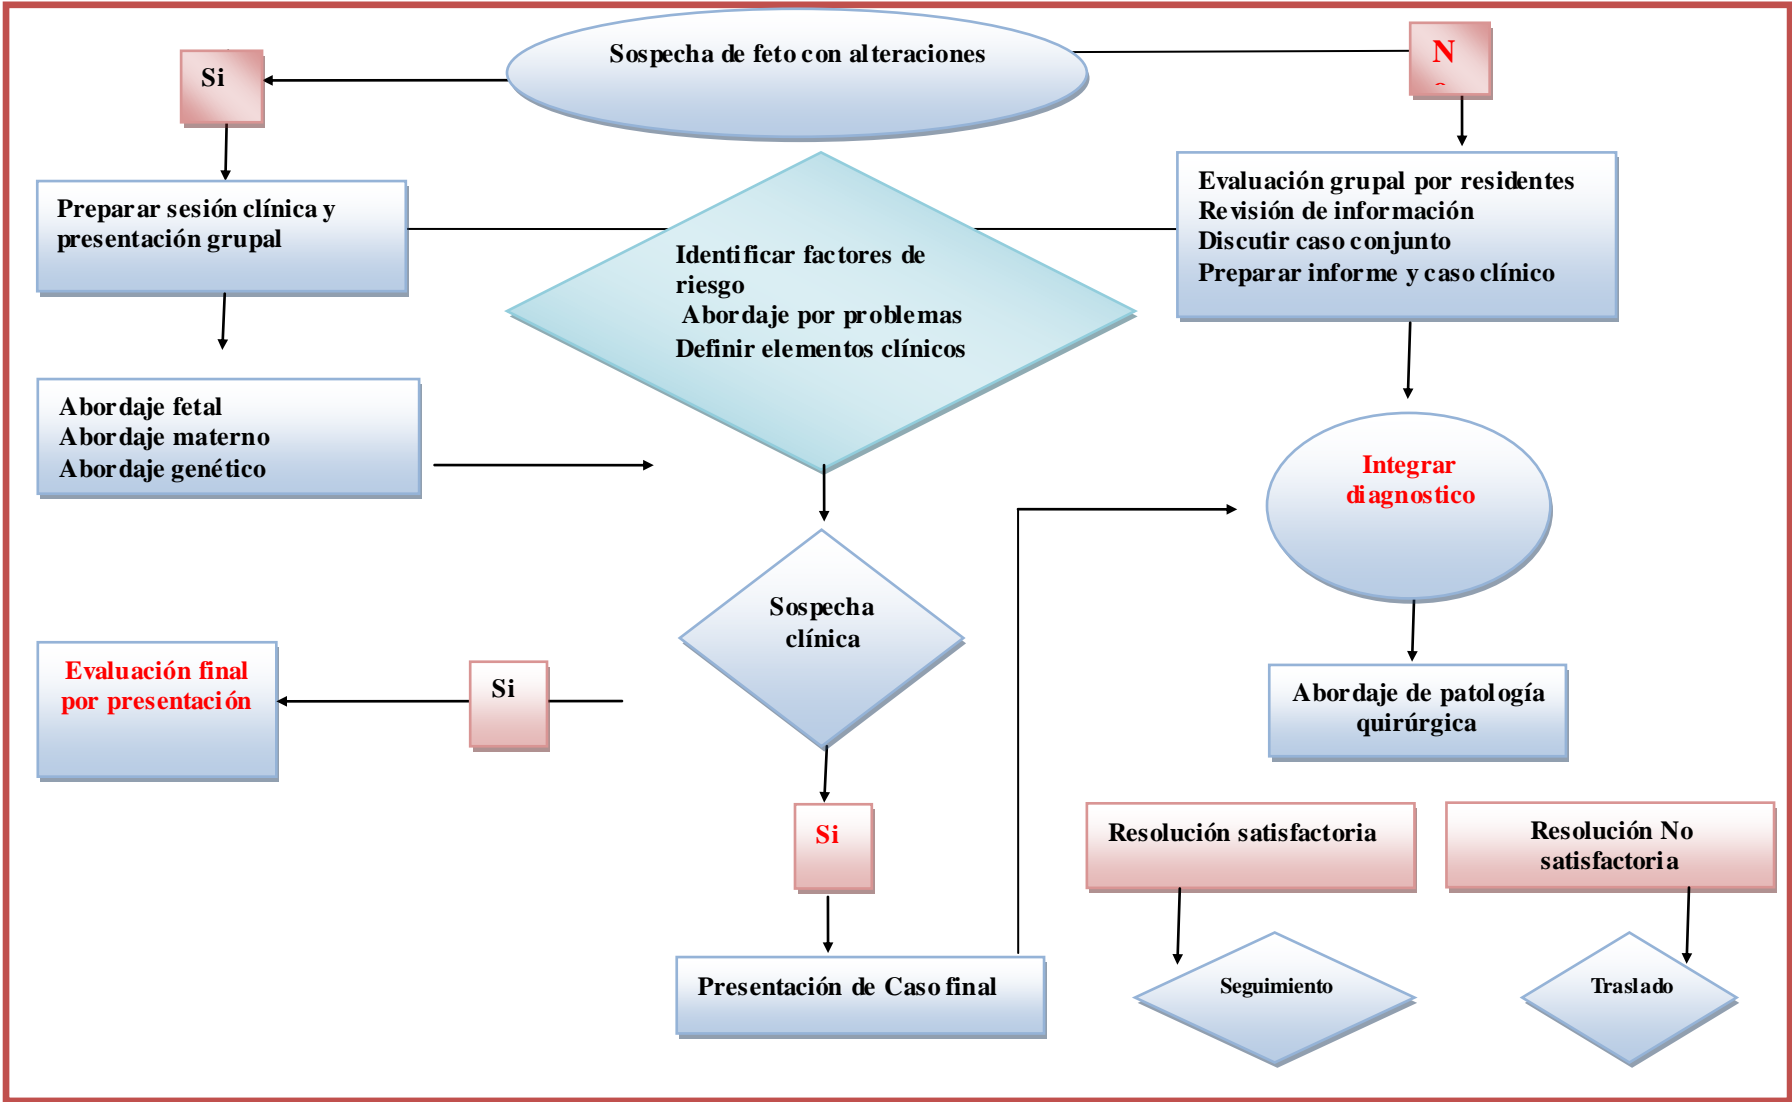 Sospecha de feto con alteraciones
Si
N
Preparar sesión clínica y
presentación grupal
Identificar factores de
riesgo
Abordaje por problemas
Definir elementos clínicos
Evaluación grupal por residentes
Revisión de información
Discutir caso conjunto
Preparar informe y caso clínico
Abordaje fetal
Abordaje materno
Abordaje genético
Integrar
diagnostico
Sospecha
clínica
Evaluación final
por presentación
Si
Abordaje de patología
quirúrgica
Si
Resolución satisfactoria
Resolución No
satisfactoria
Presentación de Caso final
Seguimiento
Traslado